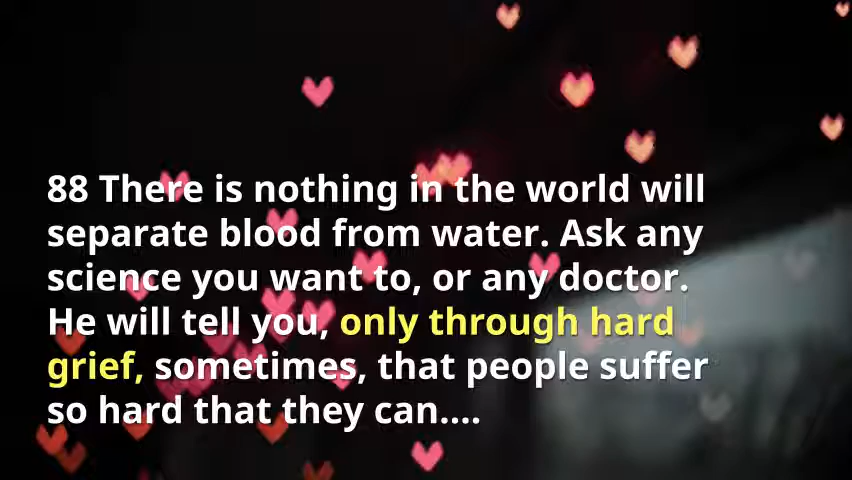 88 There is nothing in the world will
separate blood from water. Ask any
science you want to, or any doctor.
He will tell you, only through hard
grief, sometimes, that people suffer
so hard that they can....